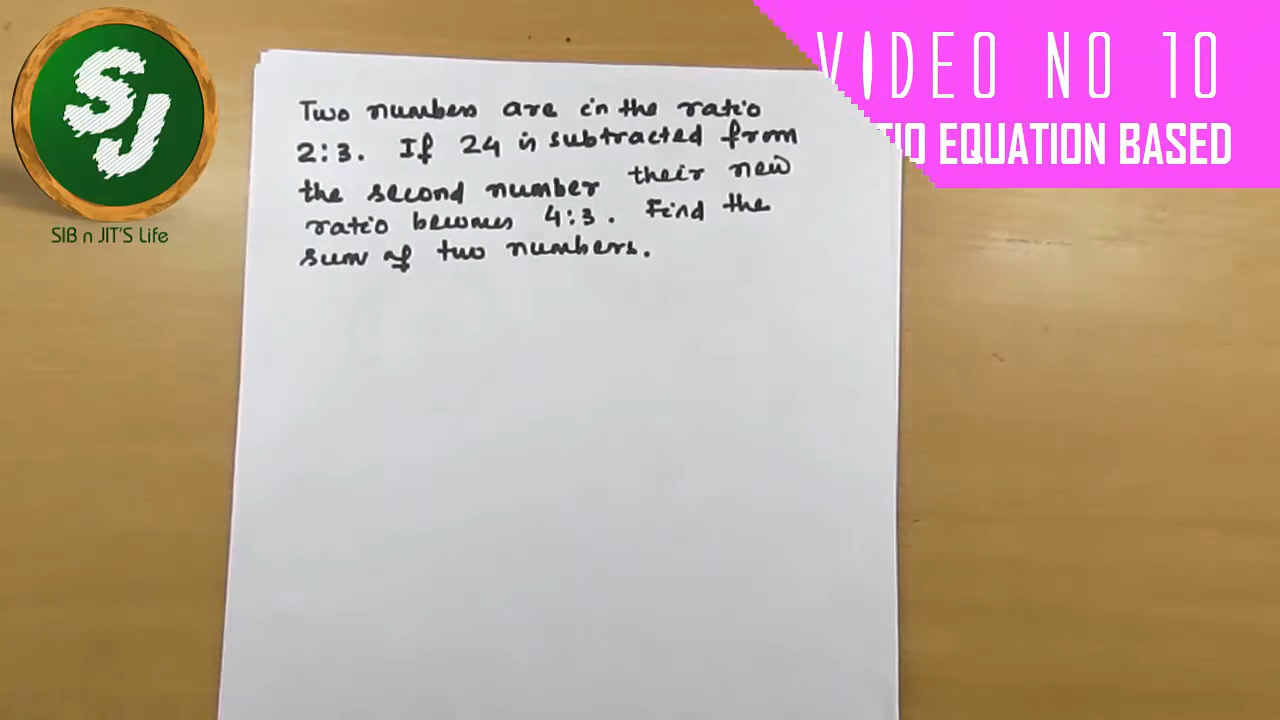 SJ
SIB n JIT'S Life
VIDEO NO 10
EQUATION BASED
Two numbers are in the ratio
2:3. If 24 is subtracted from
the second number their new
ratio becomes 4:3. Find the
sum of two numbers.